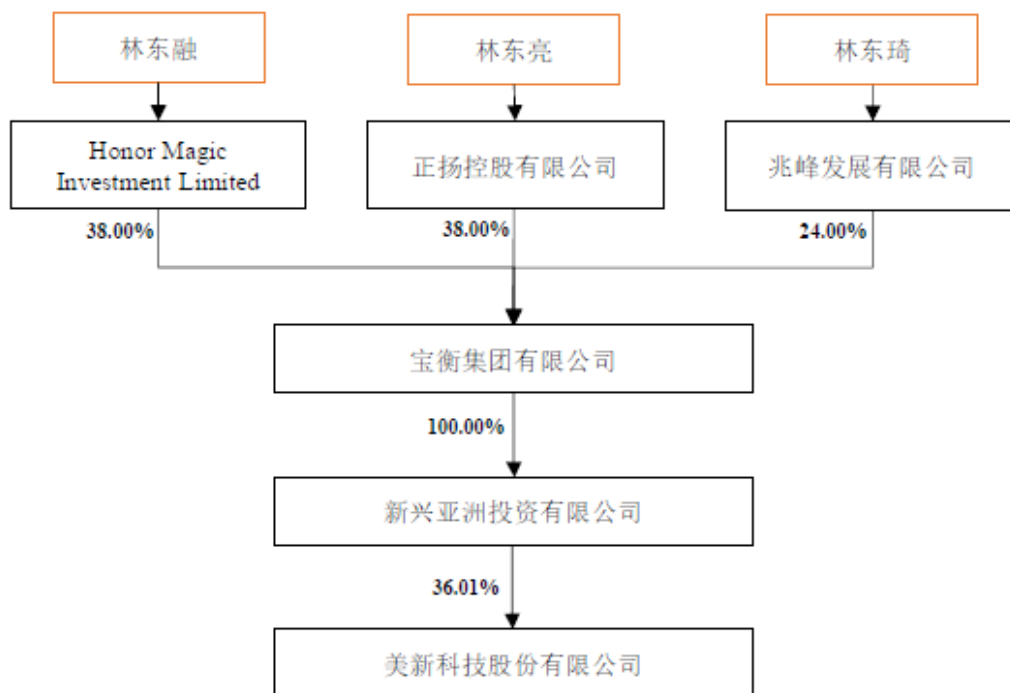 林东融
林东亮
林东琦
Honor Magic
Investment Limited
正扬控股有限公司
兆峰发展有限公司
38.00%
38.00%
24.00%
宝衡集团有限公司
100.00%
新兴亚洲投资有限公司
36.01%
美新科技股份有限公司